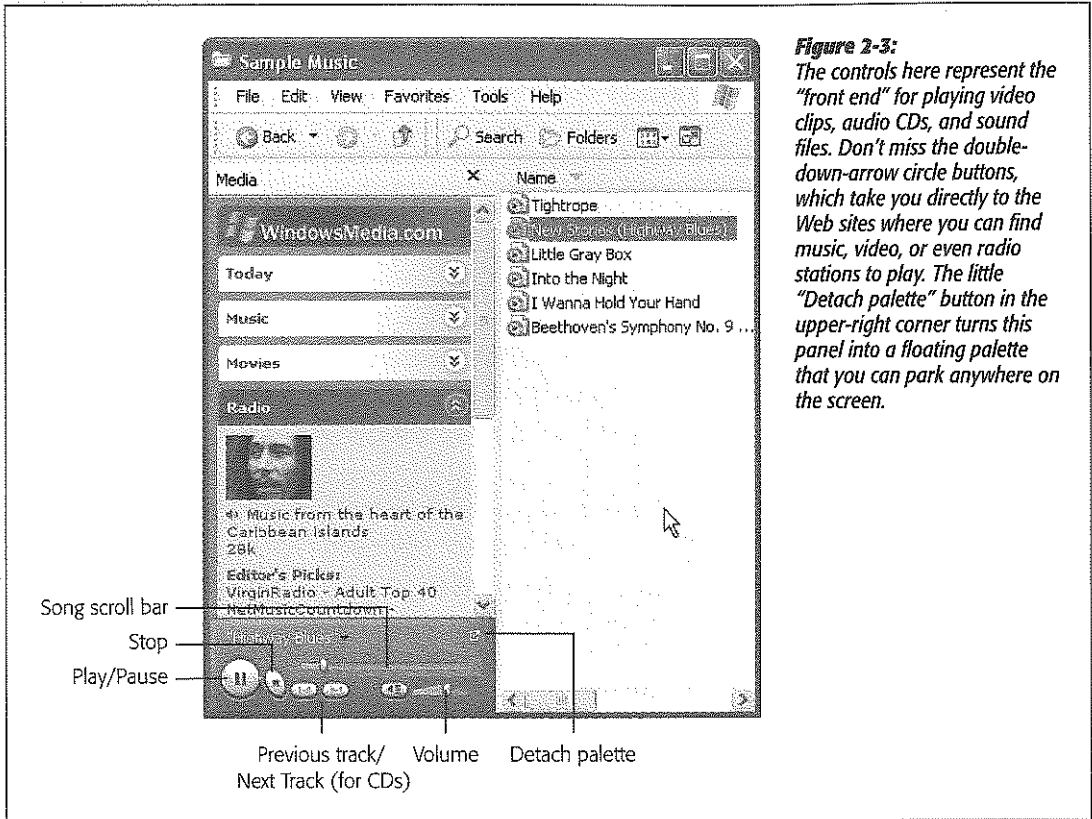 Sample Music
File Edit View Favorites Tools Help
Back Search Folders
Media
Name
WindowsMedia.com
Today
Music
Movies
Radio
Music from the heart of the
Caribbean Islands
28k
Editor's Picks:
VirginRadio - Adult Top 40
NetMusicCountdown -
Highway Blues
Tightrope
New Stories (Highway Blues)
Little Gray Box
Into the Night
I Wanna Hold Your Hand
Beethoven's Symphony No. 9 ...
Song scroll bar
Stop
Play/Pause
Previous track/
Next Track (for CDs)
Volume
Detach palette
Figure 2-3:
The controls here represent the
"front end" for playing video
clips, audio CDs, and sound
files. Don't miss the double-
down-arrow circle buttons,
which take you directly to the
Web sites where you can find
music, video, or even radio
stations to play. The little
"Detach palette" button in the
upper-right corner turns this
panel into a floating palette
that you can park anywhere on
the screen.